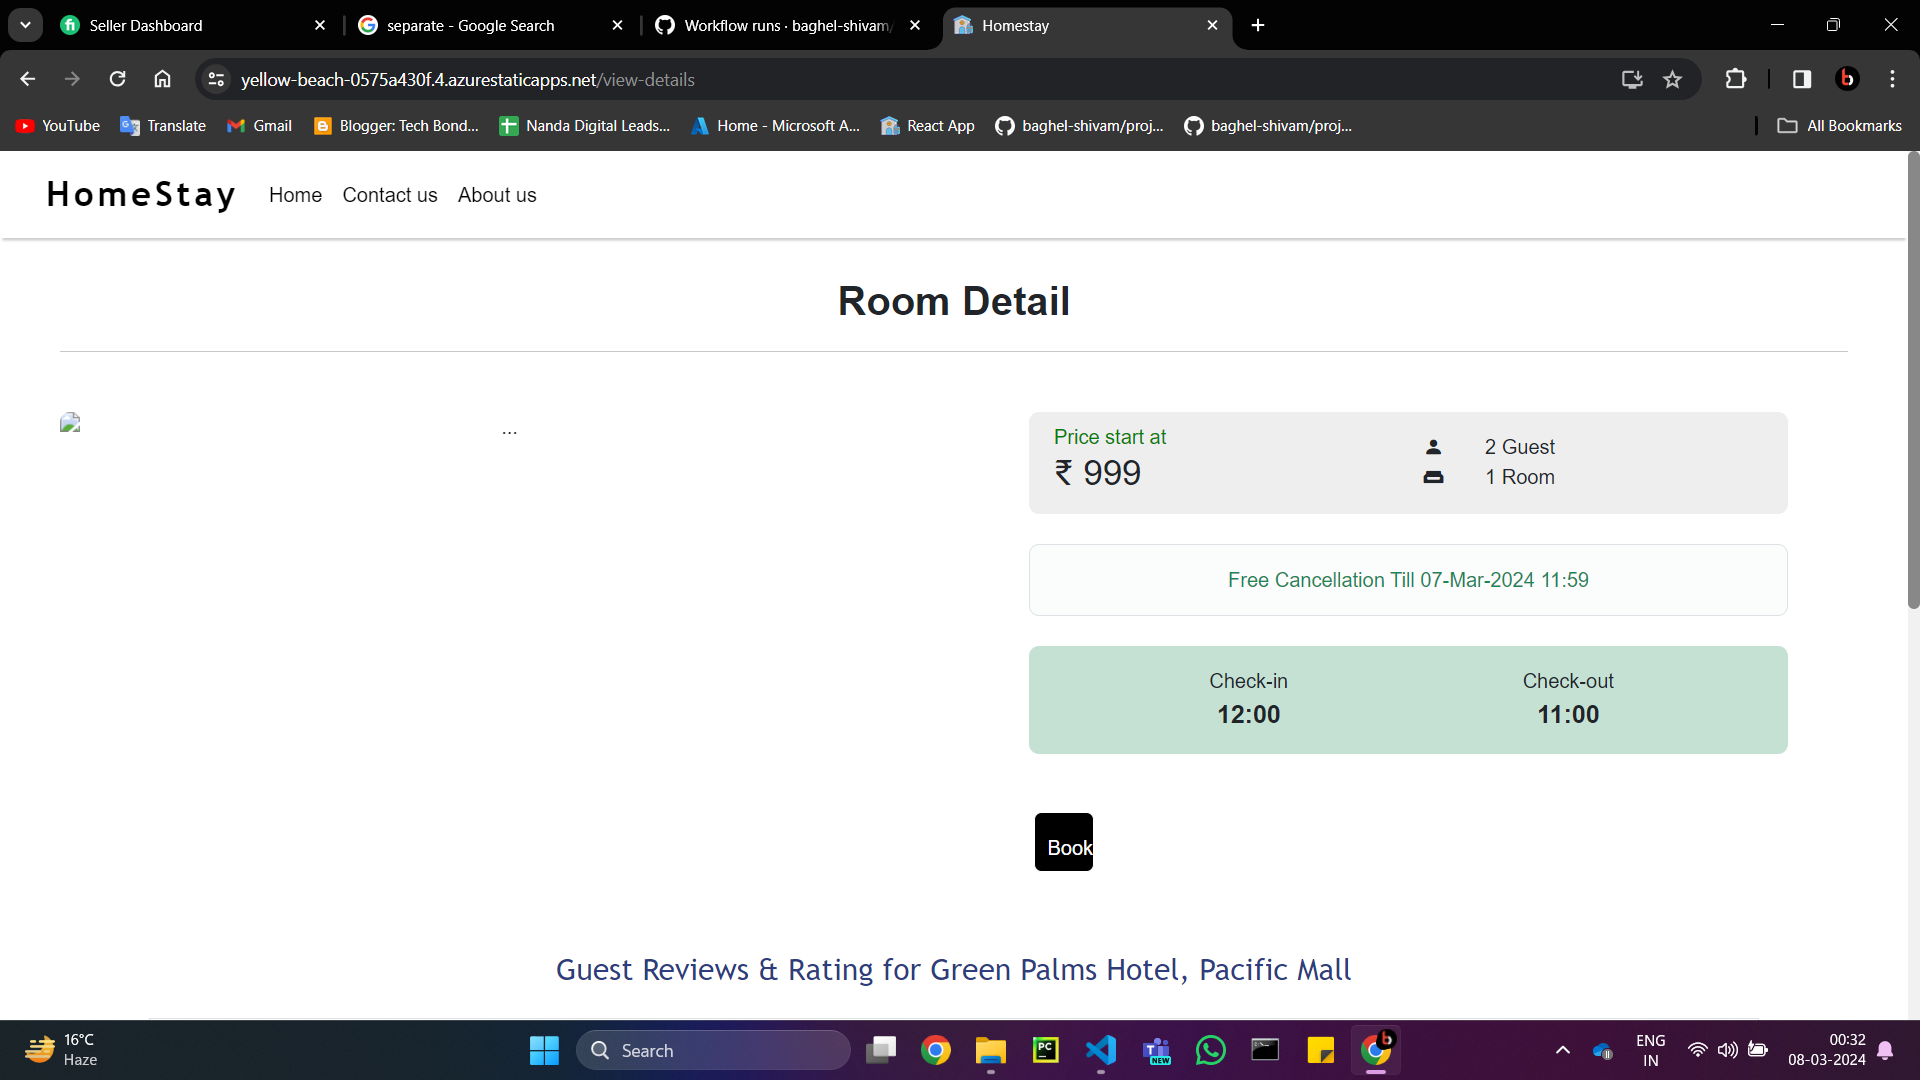 Seller Dashboard
separate - Google Search
Workflow runs · baghel-shivam/
Homestay
yellow-beach-0575a430f.4.azurestaticapps.net/view-details
YouTube
Translate
Gmail
Blogger: Tech Bond...
Nanda Digital Leads...
Home - Microsoft A...
React App
baghel-shivam/proj...
baghel-shivam/proj...
All Bookmarks
HomeStay
Home
Contact us
About us
Room Detail
...
Price start at
₹ 999
2 Guest
1 Room
Free Cancellation Till 07-Mar-2024 11:59
Check-in
12:00
Check-out
11:00
Book
Guest Reviews & Rating for Green Palms Hotel, Pacific Mall
16°C
Haze
Search
PC
NEW
ENG
IN
00:32
08-03-2024